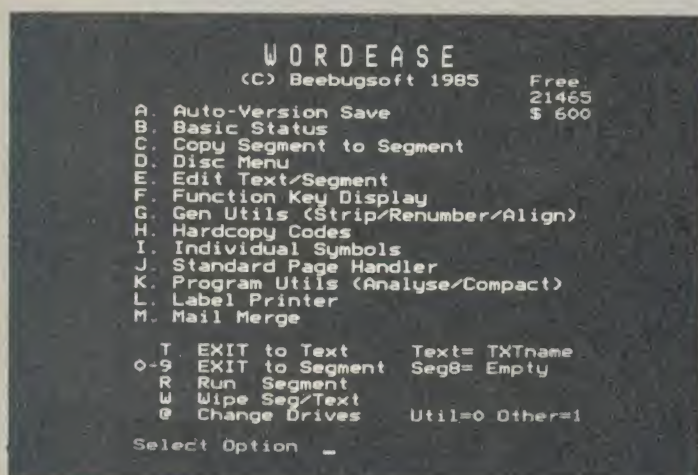 WORDEASE
(C) Beebugsoft 1985 Free:
21465
A. Auto-Version Save $ 600
B. Basic Status
C. Copy Segment to Segment
D. Disc Menu
E. Edit Text/Segment
F. Function Key Display
G. Gen Utils (Strip/Renumber/Align)
H. Hardcopy Codes
I. Individual Symbols
J. Standard Page Handler
K. Program Utils (Analyse/Compact)
L. Label Printer
M. Mail Merge
T EXIT to Text Text= TXTname
0-9 EXIT to Segment Seg8= Empty
R Run Segment
W Wipe Seg/Text
@ Change Drives Util=0 Other=1
Select Option _